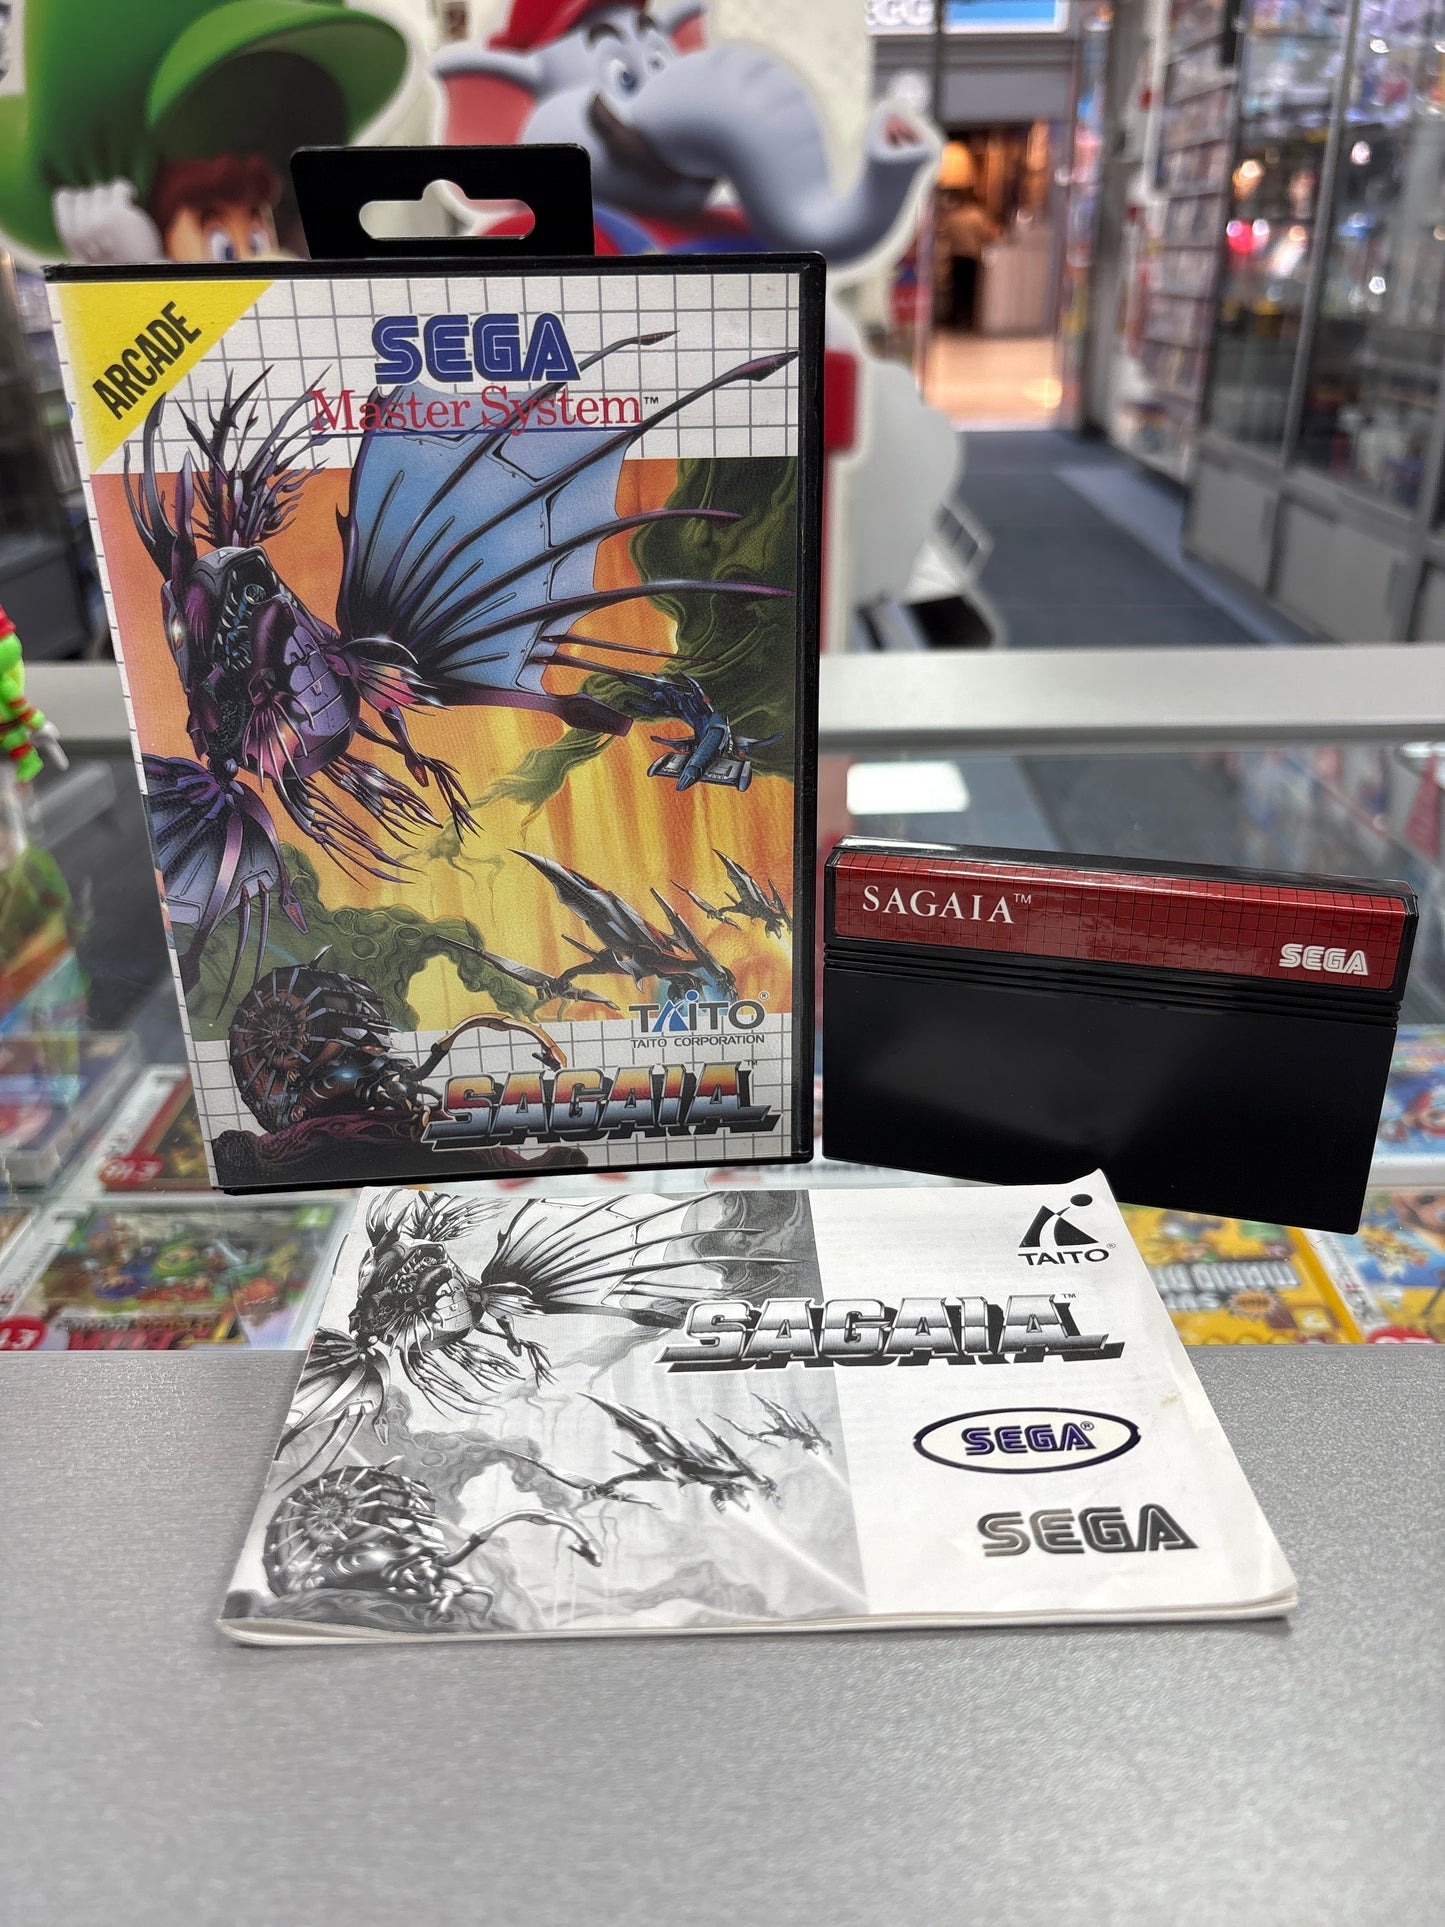 ARCADE
SEGA
Master System™
TAITO®
TAITO CORPORATION
SAGAIA™
SAGAIA™
SEGA
TAITO®
SAGAIA™
SEGA®
SEGA